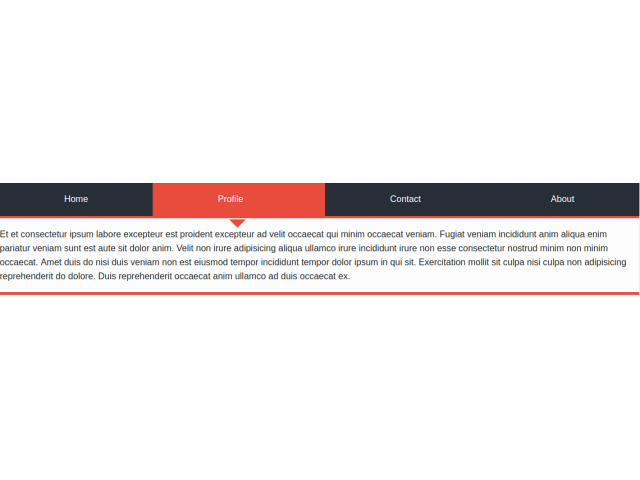 Home
Profile
Contact
About
Et et consectetur ipsum labore excepteur est proident excepteur ad velit occaecat qui minim occaecat veniam. Fugiat veniam incididunt anim aliqua enim
pariatur veniam sunt est aute sit dolor anim. Velit non irure adipisicing aliqua ullamco irure incididunt irure non esse consectetur nostrud minim non minim
occaecat. Amet duis do nisi duis veniam non est eiusmod tempor incididunt tempor dolor ipsum in qui sit. Exercitation mollit sit culpa nisi culpa non adipisicing
reprehenderit do dolore. Duis reprehenderit occaecat anim ullamco ad duis occaecat ex.